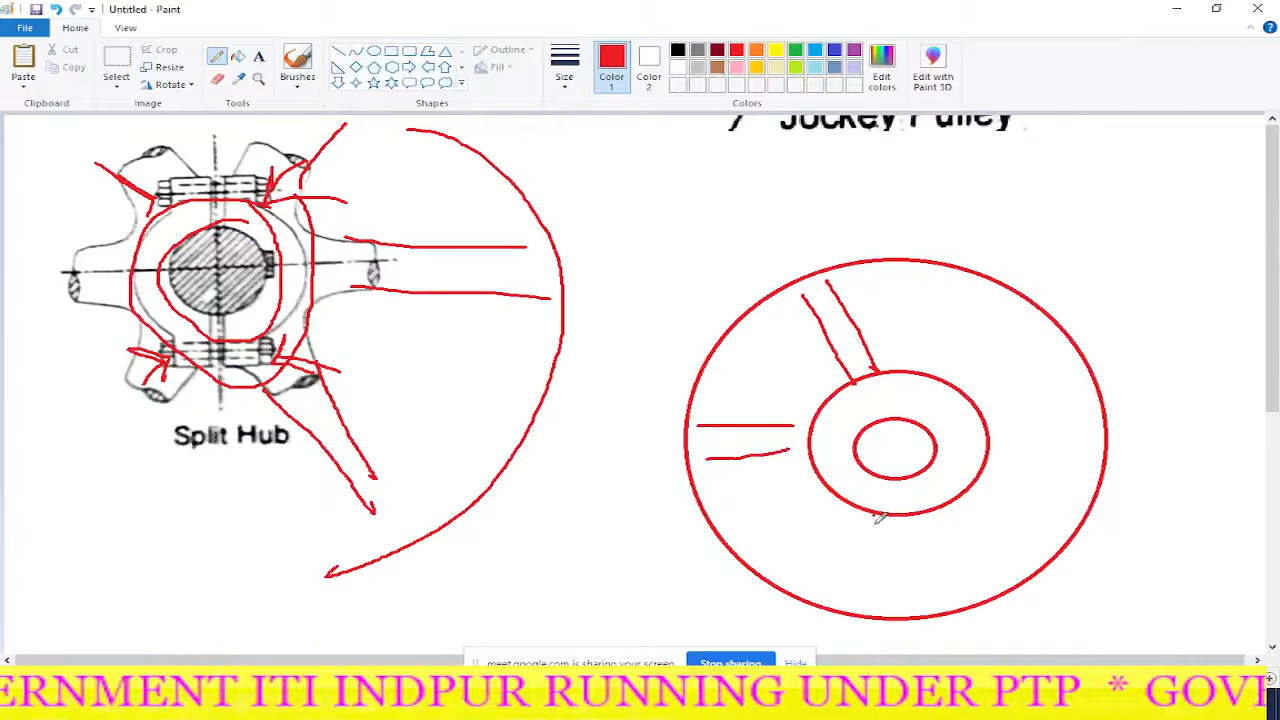 Untitled - Paint
File
Home
View
Paste
Cut
Copy
Clipboard
Select
Crop
Resize
Rotate
Image
Tools
Brushes
Shapes
Outline
Fill
Size
Color 1
Color 2
Edit colors
Colors
Edit with Paint 3D
Jockey Pulley
Split Hub
meet.google.com is sharing your screen.
Stop sharing
Hide
ERNMENT ITI INDPUR RUNNING UNDER PTP * GOVE